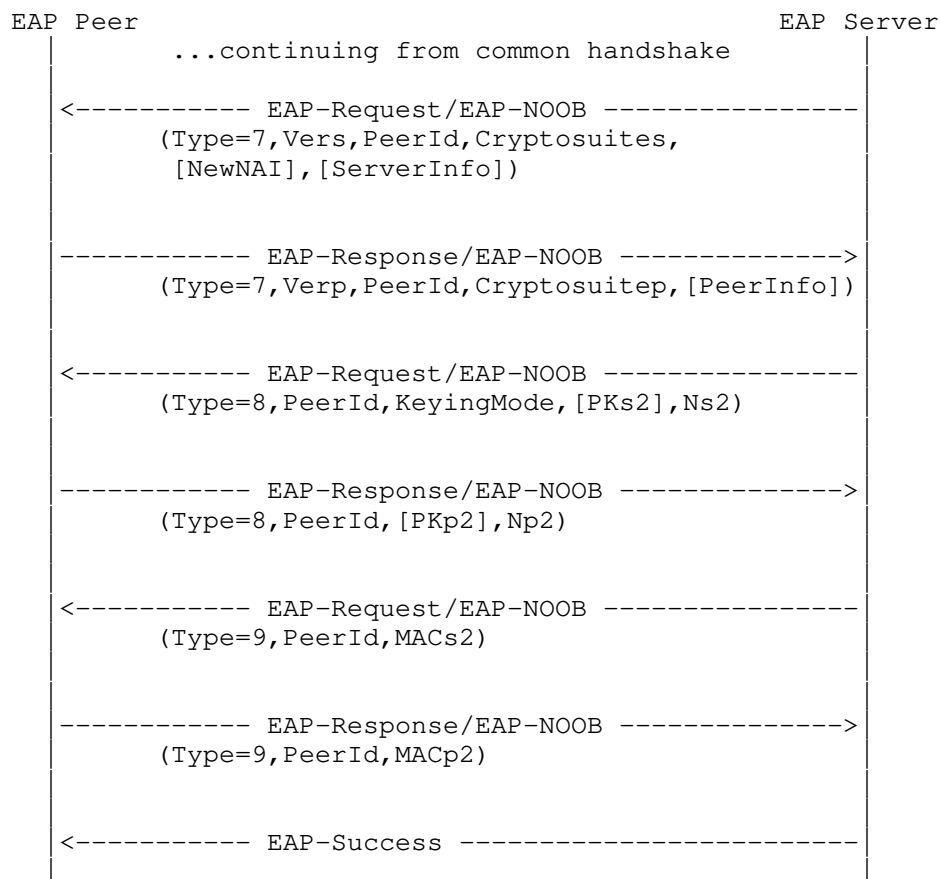 EAP Peer EAP Server
...continuing from common handshake
<----------- EAP-Request/EAP-NOOB ----------------
(Type=7,Vers,PeerId,Cryptosuites,
[NewNAI],[ServerInfo])
------------ EAP-Response/EAP-NOOB -------------->
(Type=7,Verp,PeerId,Cryptosuitep,[PeerInfo])
<----------- EAP-Request/EAP-NOOB ----------------
(Type=8,PeerId,KeyingMode,[PKs2],Ns2)
------------ EAP-Response/EAP-NOOB -------------->
(Type=8,PeerId,[PKp2],Np2)
<----------- EAP-Request/EAP-NOOB ----------------
(Type=9,PeerId,MACs2)
------------ EAP-Response/EAP-NOOB -------------->
(Type=9,PeerId,MACp2)
<----------- EAP-Success -------------------------